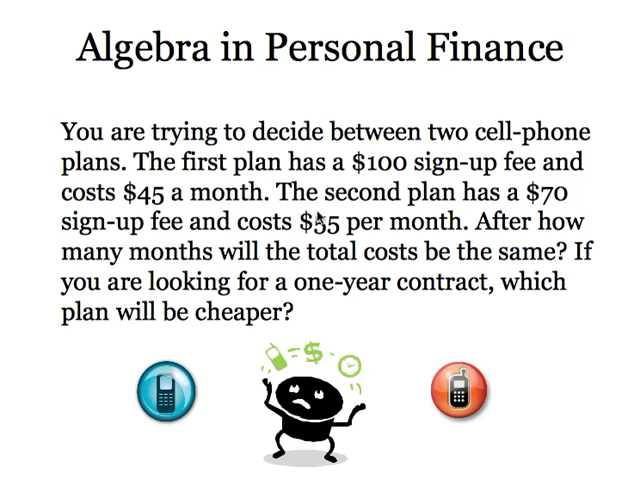 Algebra in Personal Finance
You are trying to decide between two cell-phone
plans. The first plan has a $100 sign-up fee and
costs $45 a month. The second plan has a $70
sign-up fee and costs $55 per month. After how
many months will the total costs be the same? If
you are looking for a one-year contract, which
plan will be cheaper?
= $ -